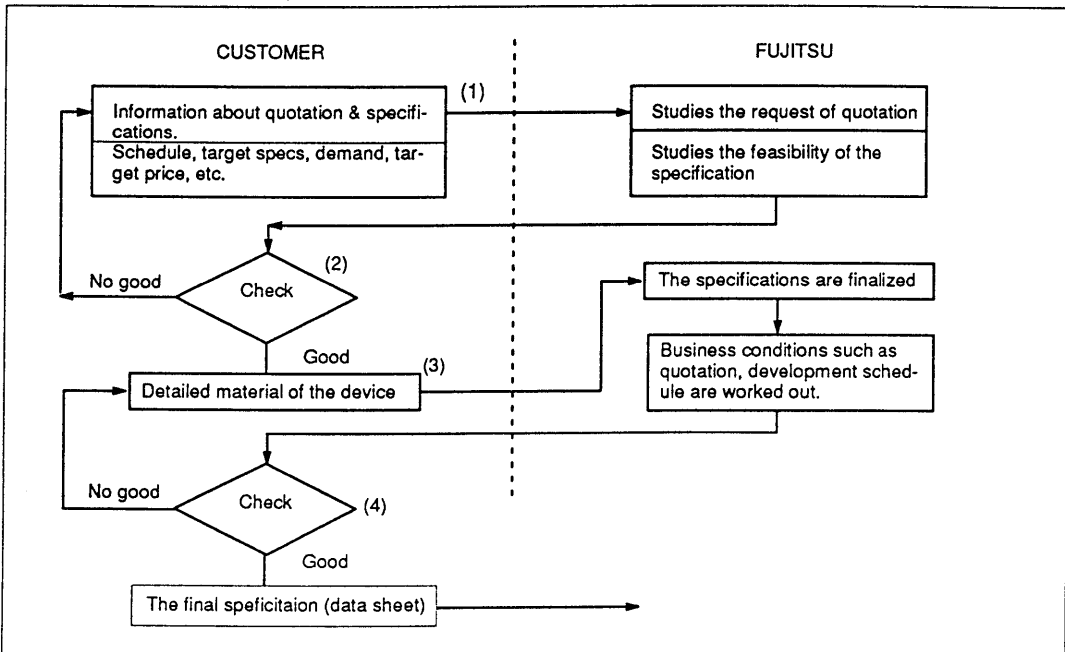 CUSTOMER
FUJITSU
(1)
Information about quotation & specifi-
cations.
Schedule, target specs, demand, tar-
get price, etc.
Studies the request of quotation
Studies the feasibility of the
specification
(2)
No good
Check
Good
The specifications are finalized
(3)
Detailed material of the device
Business conditions such as
quotation, development sched-
ule are worked out.
No good
Check
(4)
Good
The final speficitaion (data sheet)